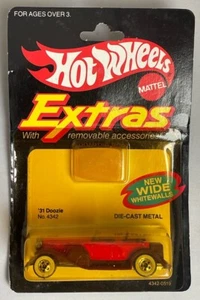 FOR AGES OVER 3.
Hot Wheels
MATTEL
Extras
With removable accessories
NEW
WIDE
WHITEWALLS
'31 Doozie
No. 4342
DIE-CAST METAL